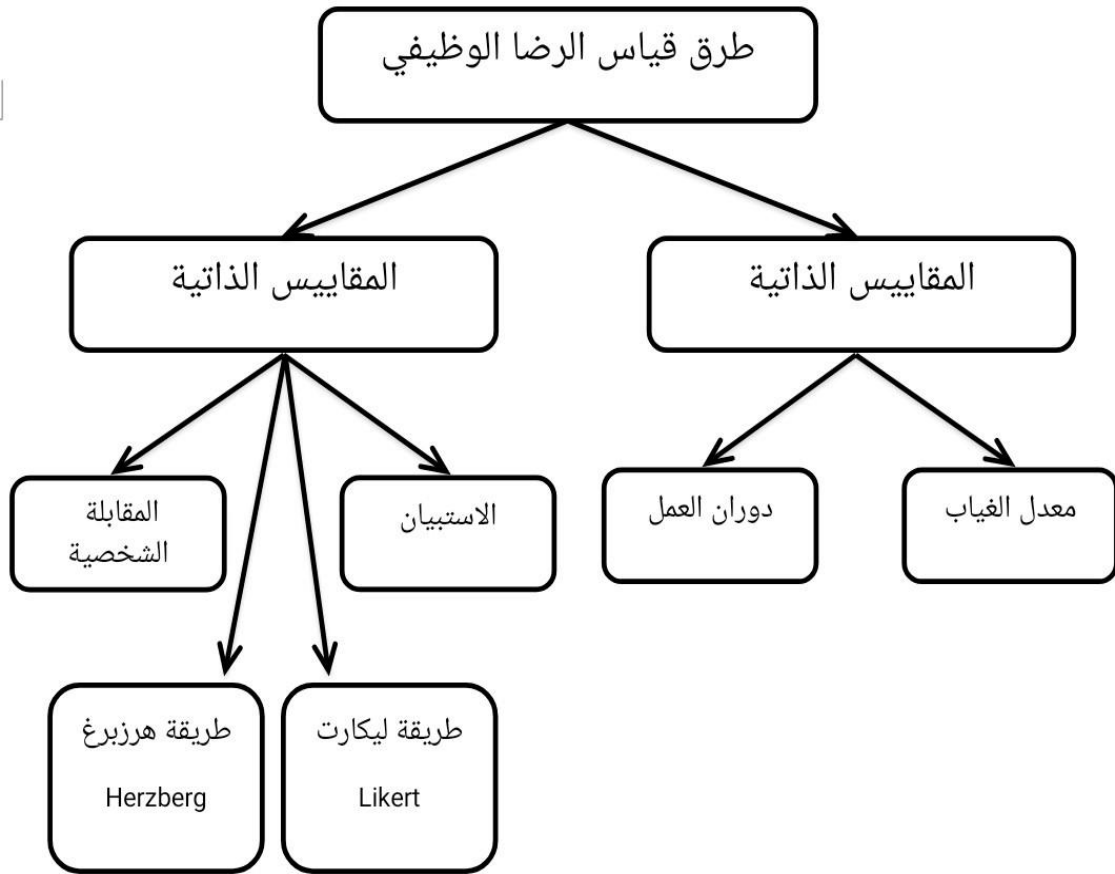 طرق قياس الرضا الوظيفي
المقاييس الذاتية
المقاييس الذاتية
معدل الغياب
دوران العمل
الاستبيان
المقابلة
الشخصية
طريقة ليكارت
Likert
طريقة هرزبرغ
Herzberg